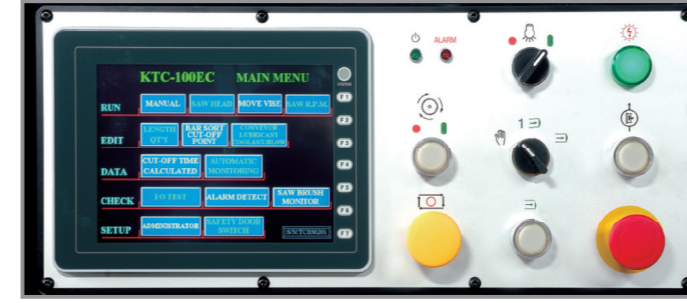 KTC-100EC MAIN MENU
RUN MANUAL SAW HEAD MOVE VISE SAW R.P.M.
EDIT LENGTH QT'Y BAR SORT CUT-OFF POINT CONVEYOR LUBRICANT COOLANT/BLOW
DATA CUT-OFF TIME CALCULATED AUTOMATIC MONITORING
CHECK I/O TEST ALARM DETECT SAW BRUSH MONITOR
SETUP ADMINISTRATOR SAFETY DOOR SWITCH
F1
F2
F3
F4
F5
F6
F7
ALARM
1